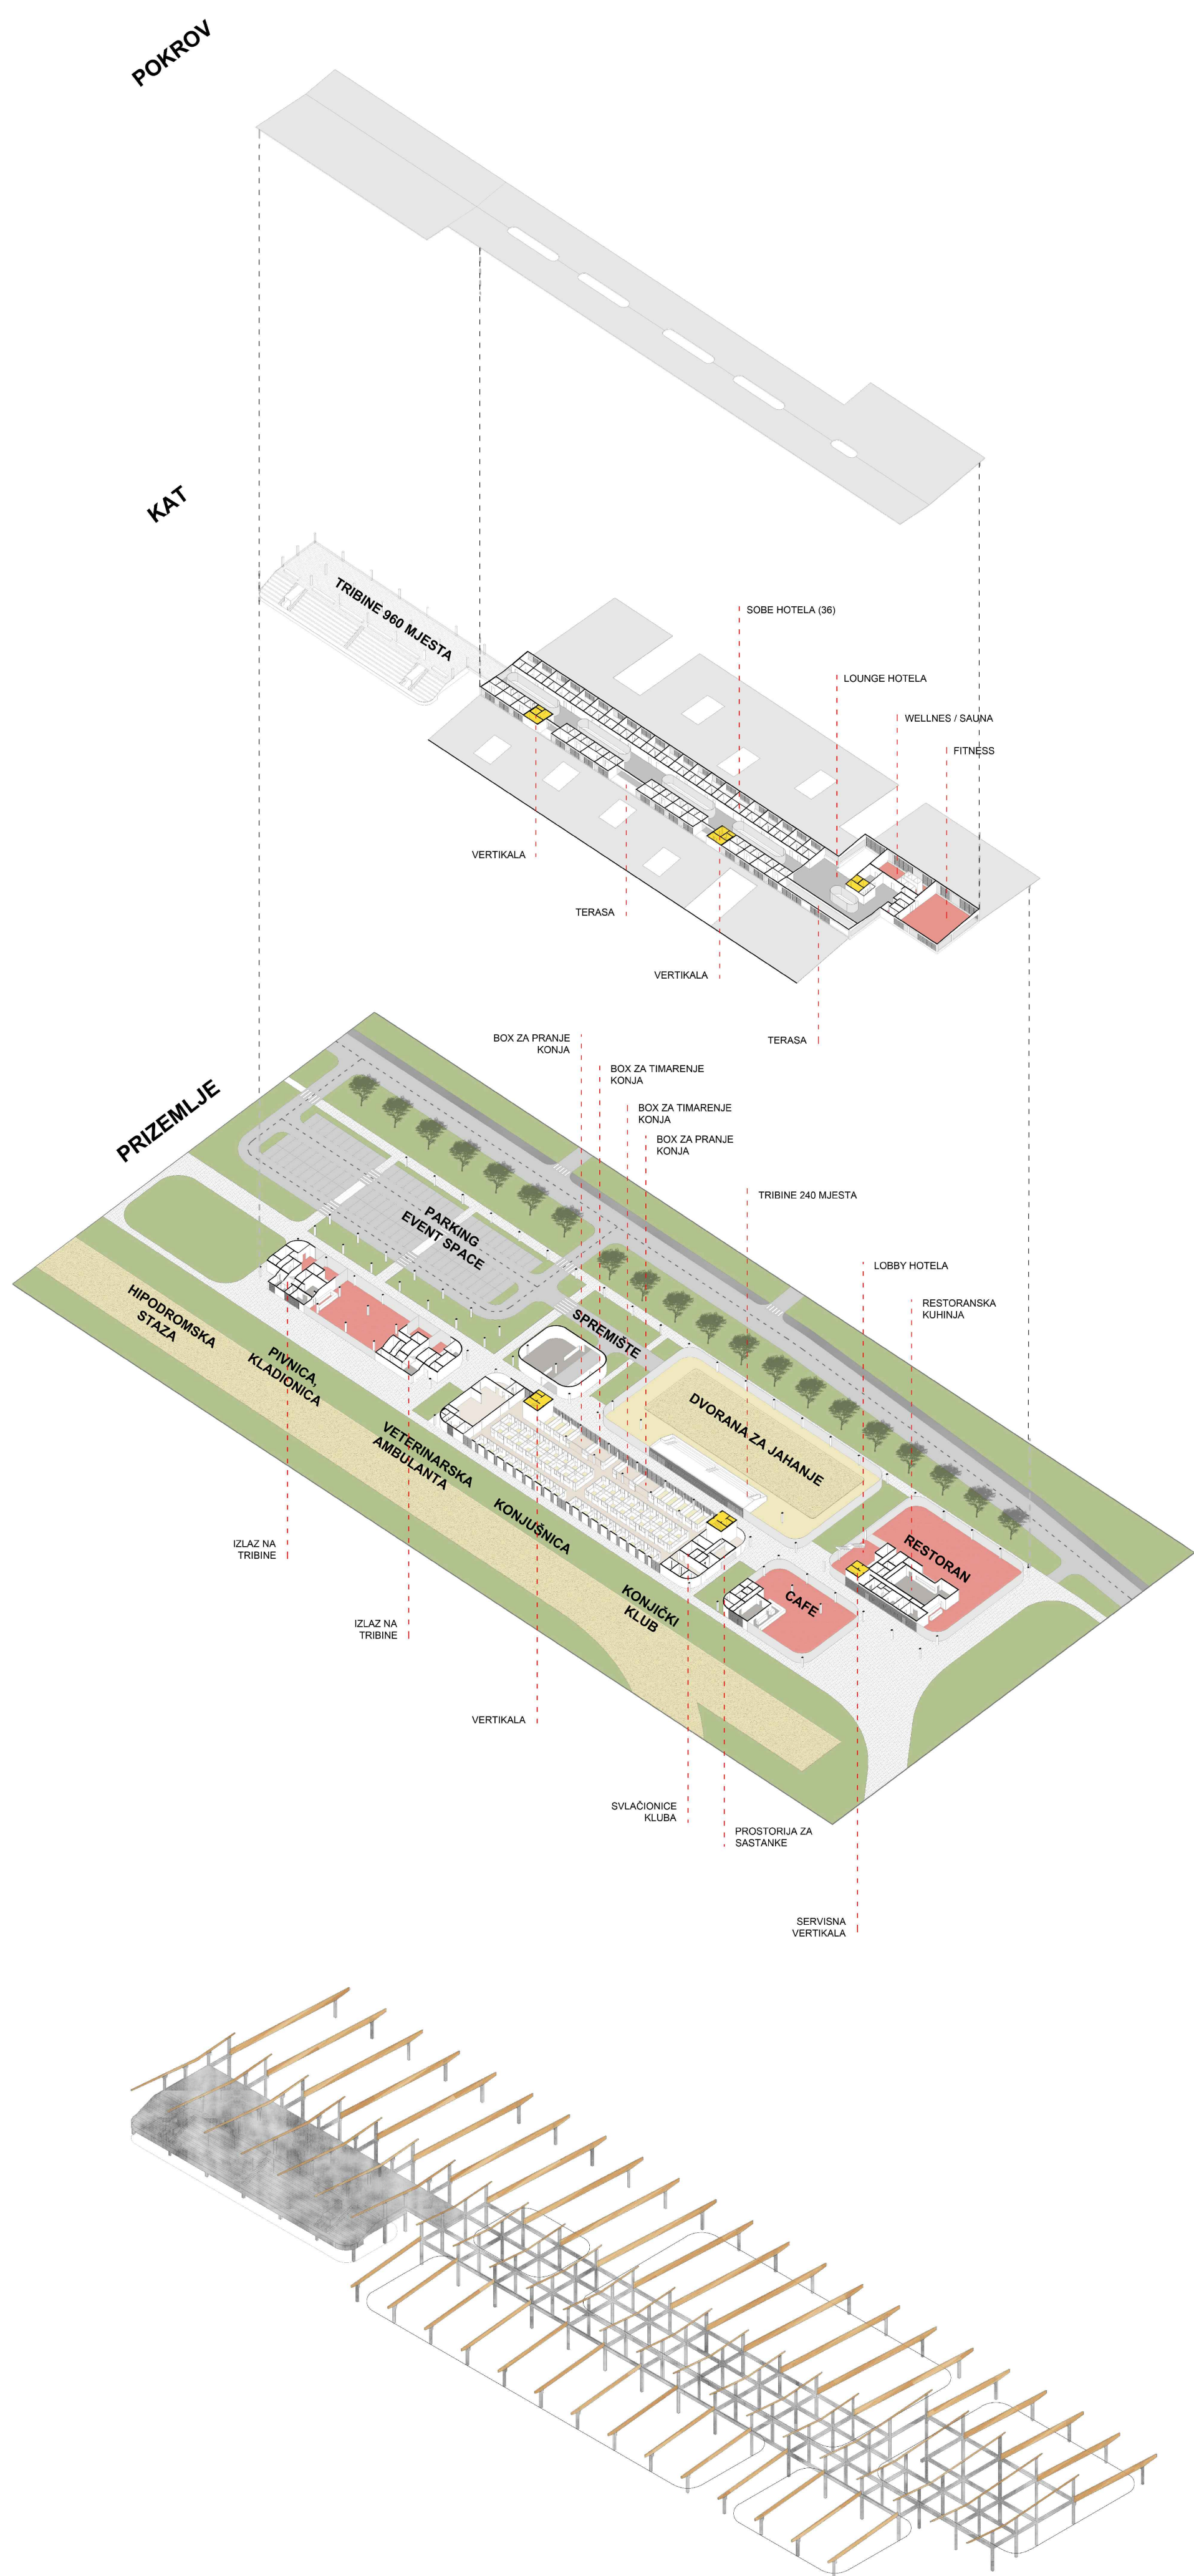 POKROV
KAT
TRIBINE 960 MJESTA
SOBE HOTELA (36)
LOUNGE HOTELA
WELLNES / SAUNA
FITNESS
VERTIKALA
TERASA
VERTIKALA
TERASA
PRIZEMLJE
BOX ZA PRANJE
KONJA
BOX ZA TIMARENJE
KONJA
BOX ZA TIMARENJE
KONJA
BOX ZA PRANJE
KONJA
TRIBINE 240 MJESTA
LOBBY HOTELA
RESTORANSKA
KUHINJA
PARKING
EVENT SPACE
SPREMIŠTE
HIPODROMSKA
STAZA
PIVNICA,
KLADIONICA
VETERINARSKA
AMBULANTA
KONJUŠNICA
DVORANA ZA JAHANJE
KONJIČKI
KLUB
CAFE
RESTORAN
IZLAZ NA
TRIBINE
IZLAZ NA
TRIBINE
VERTIKALA
SVLAČIONICE
KLUBA
PROSTORIJA ZA
SASTANKE
SERVISNA
VERTIKALA